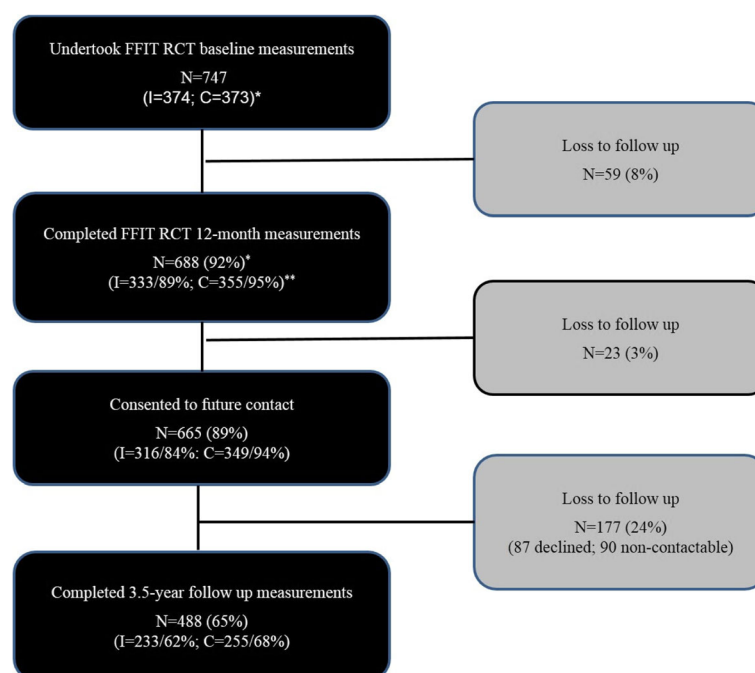 Undertook FFIT RCT baseline measurements
N=747
(I=374; C=373)*
Loss to follow up
N=59 (8%)
Completed FFIT RCT 12-month measurements
N=688 (92%)*
(I=333/89%; C=355/95%)**
Loss to follow up
N=23 (3%)
Consented to future contact
N=665 (89%)
(I=316/84%: C=349/94%)
Loss to follow up
N=177 (24%)
(87 declined; 90 non-contactable)
Completed 3.5-year follow up measurements
N=488 (65%)
(I=233/62%; C=255/68%)